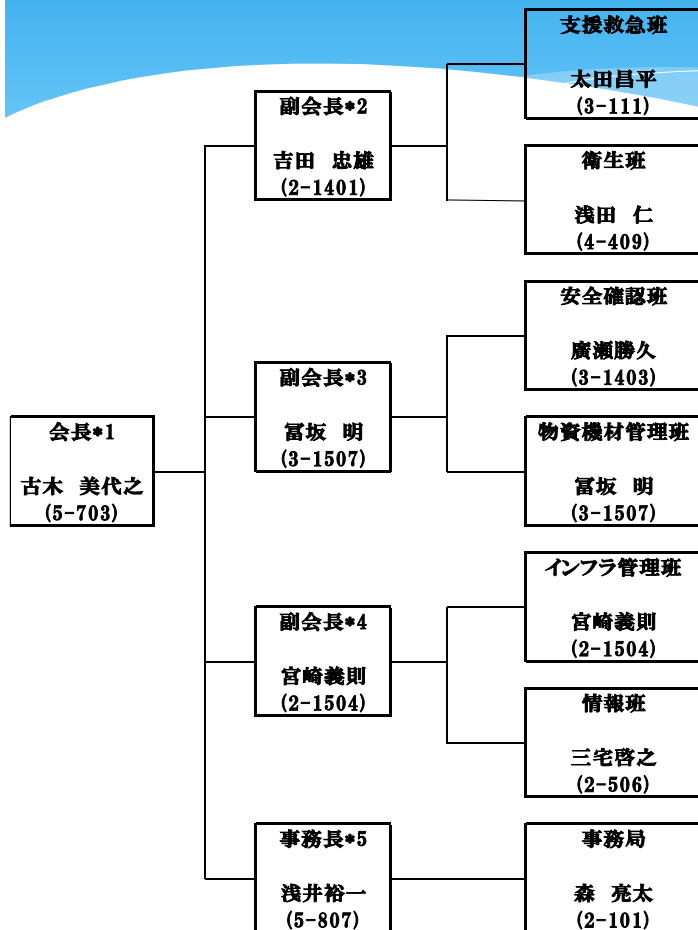 会長*1
古木 美代之
(5-703)
副会長*2
吉田 忠雄
(2-1401)
支援救急班
太田昌平
(3-111)
衛生班
浅田 仁
(4-409)
副会長*3
冨坂 明
(3-1507)
安全確認班
廣瀬勝久
(3-1403)
物資機材管理班
冨坂 明
(3-1507)
副会長*4
宮崎義則
(2-1504)
インフラ管理班
宮崎義則
(2-1504)
情報班
三宅啓之
(2-506)
事務長*5
浅井裕一
(5-807)
事務局
森 亮太
(2-101)